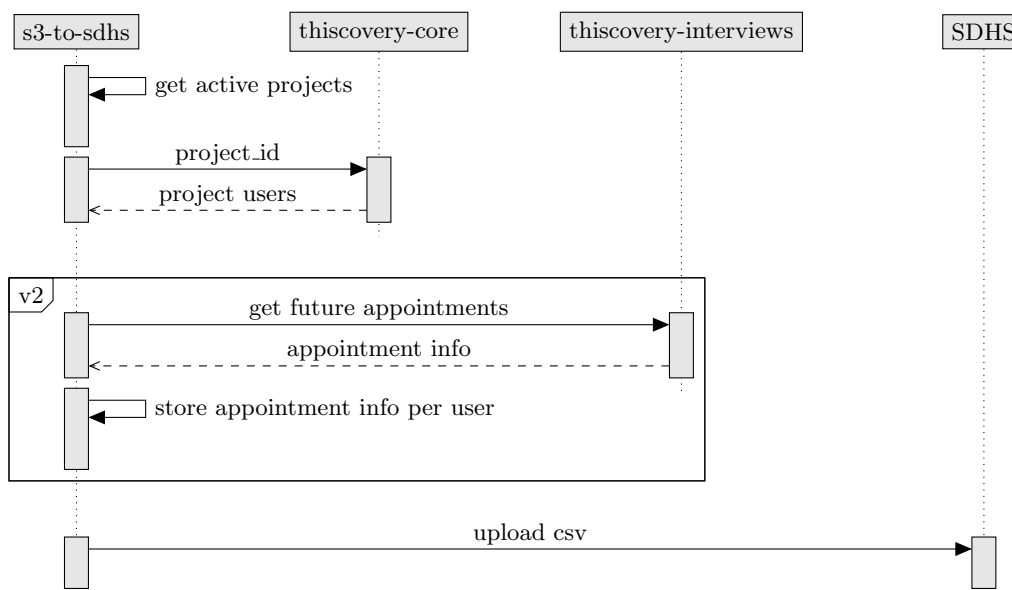 s3-to-sdhs
thiscovery-core
thiscovery-interviews
SDHS
get active projects
project_id
project users
v2
get future appointments
appointment info
store appointment info per user
upload csv